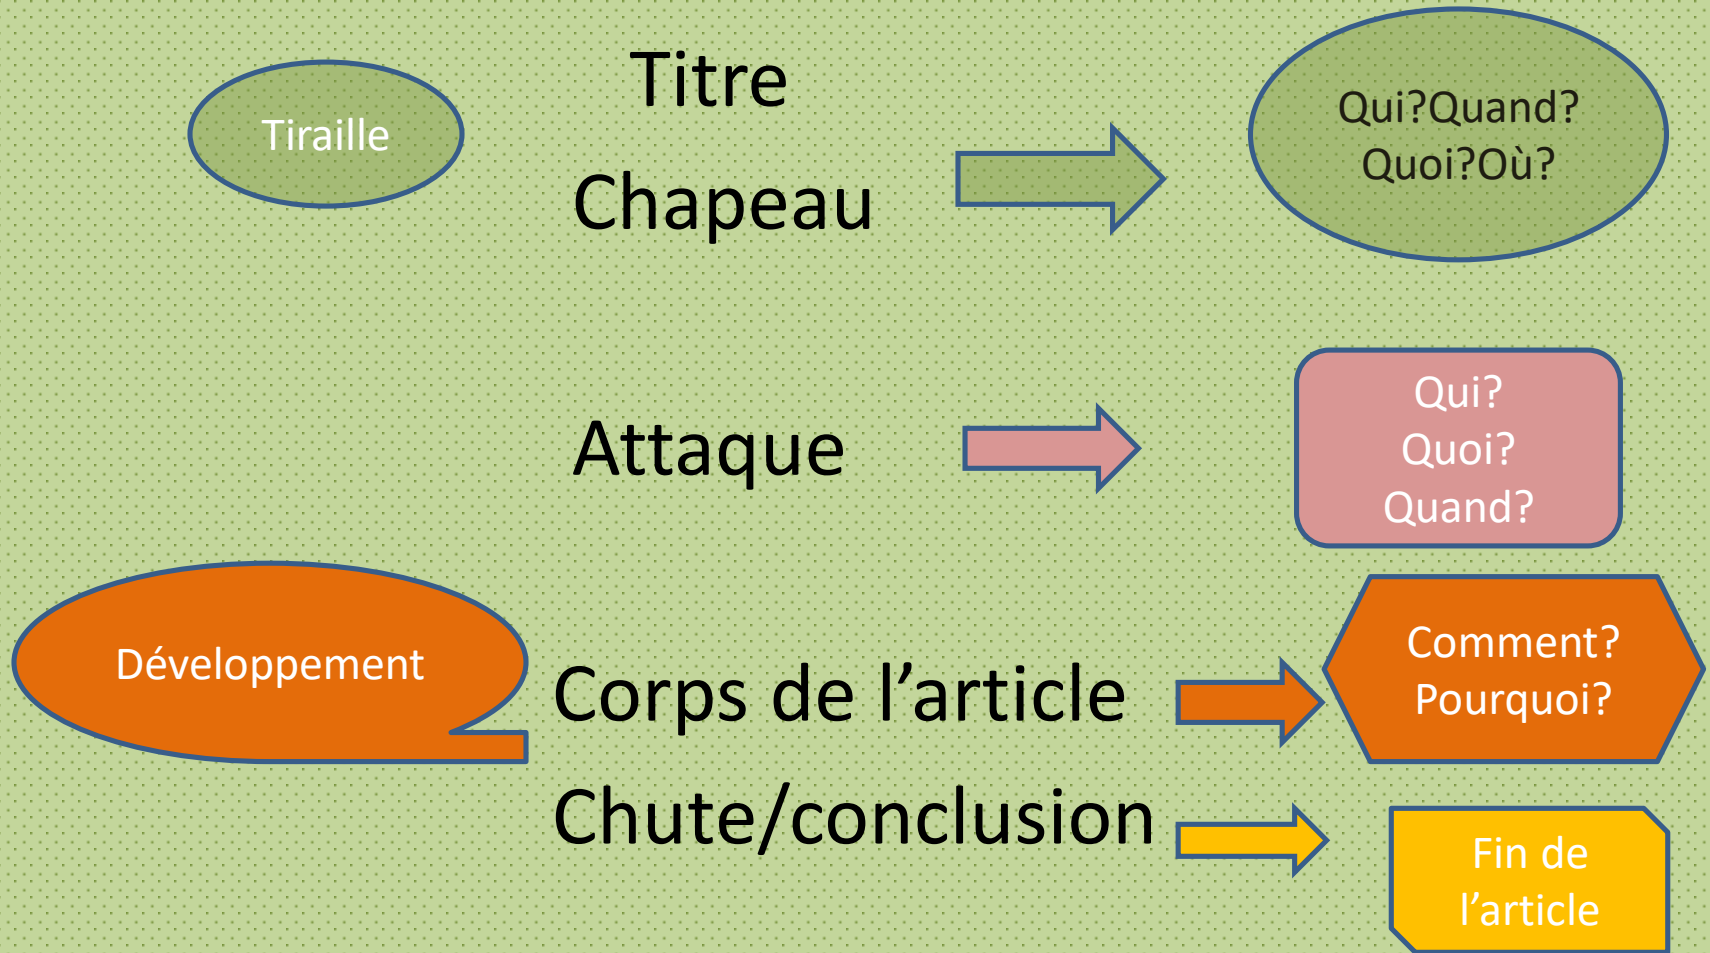 Titre
Tiraille
Chapeau
Qui?Quand?
Quoi?Où?
Attaque
Qui?
Quoi?
Quand?
Développement
Corps de l’article
Comment?
Pourquoi?
Chute/conclusion
Fin de
l’article